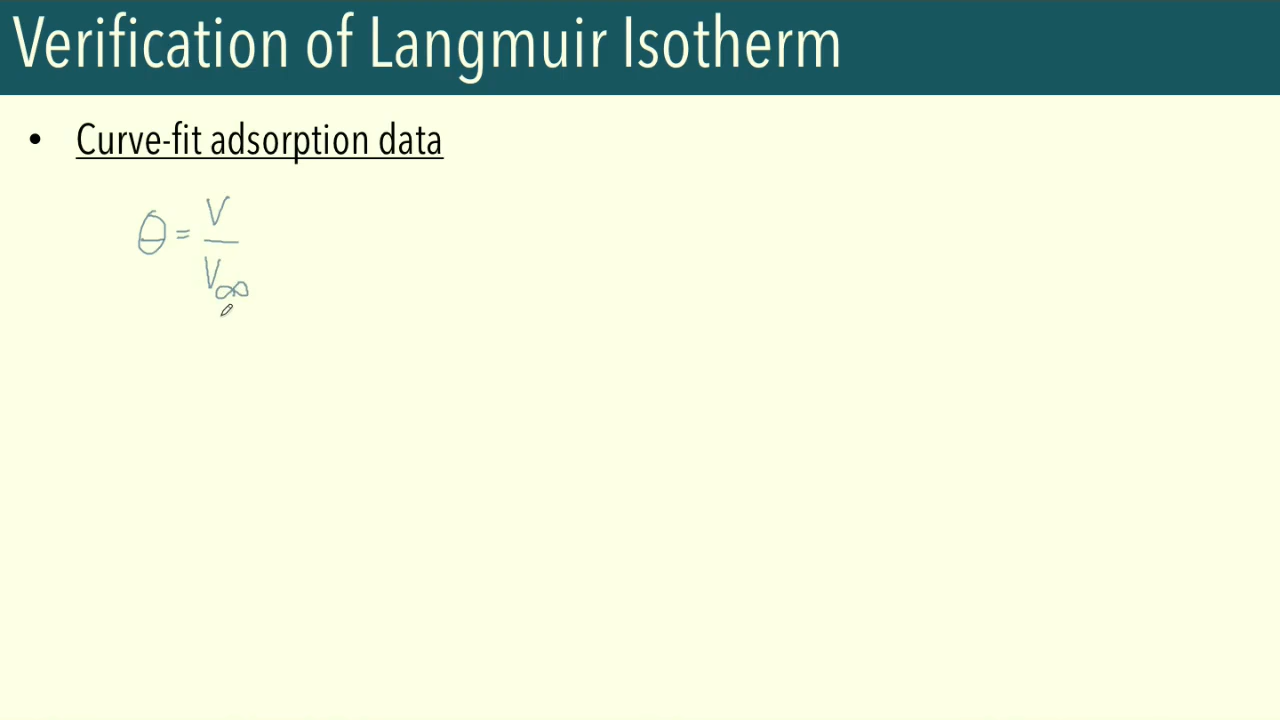 Verification of Langmuir Isotherm
• Curve-fit adsorption data
θ = V / V∞